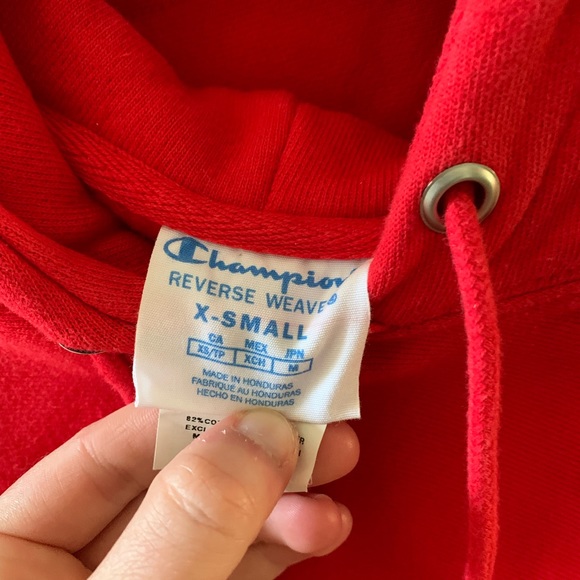 Champion
REVERSE WEAVE®
X-SMALL
CA MEX JPN
XS/TP XCH M
MADE IN HONDURAS
FABRIQUÉ AU HONDURAS
HECHO EN HONDURAS
82%